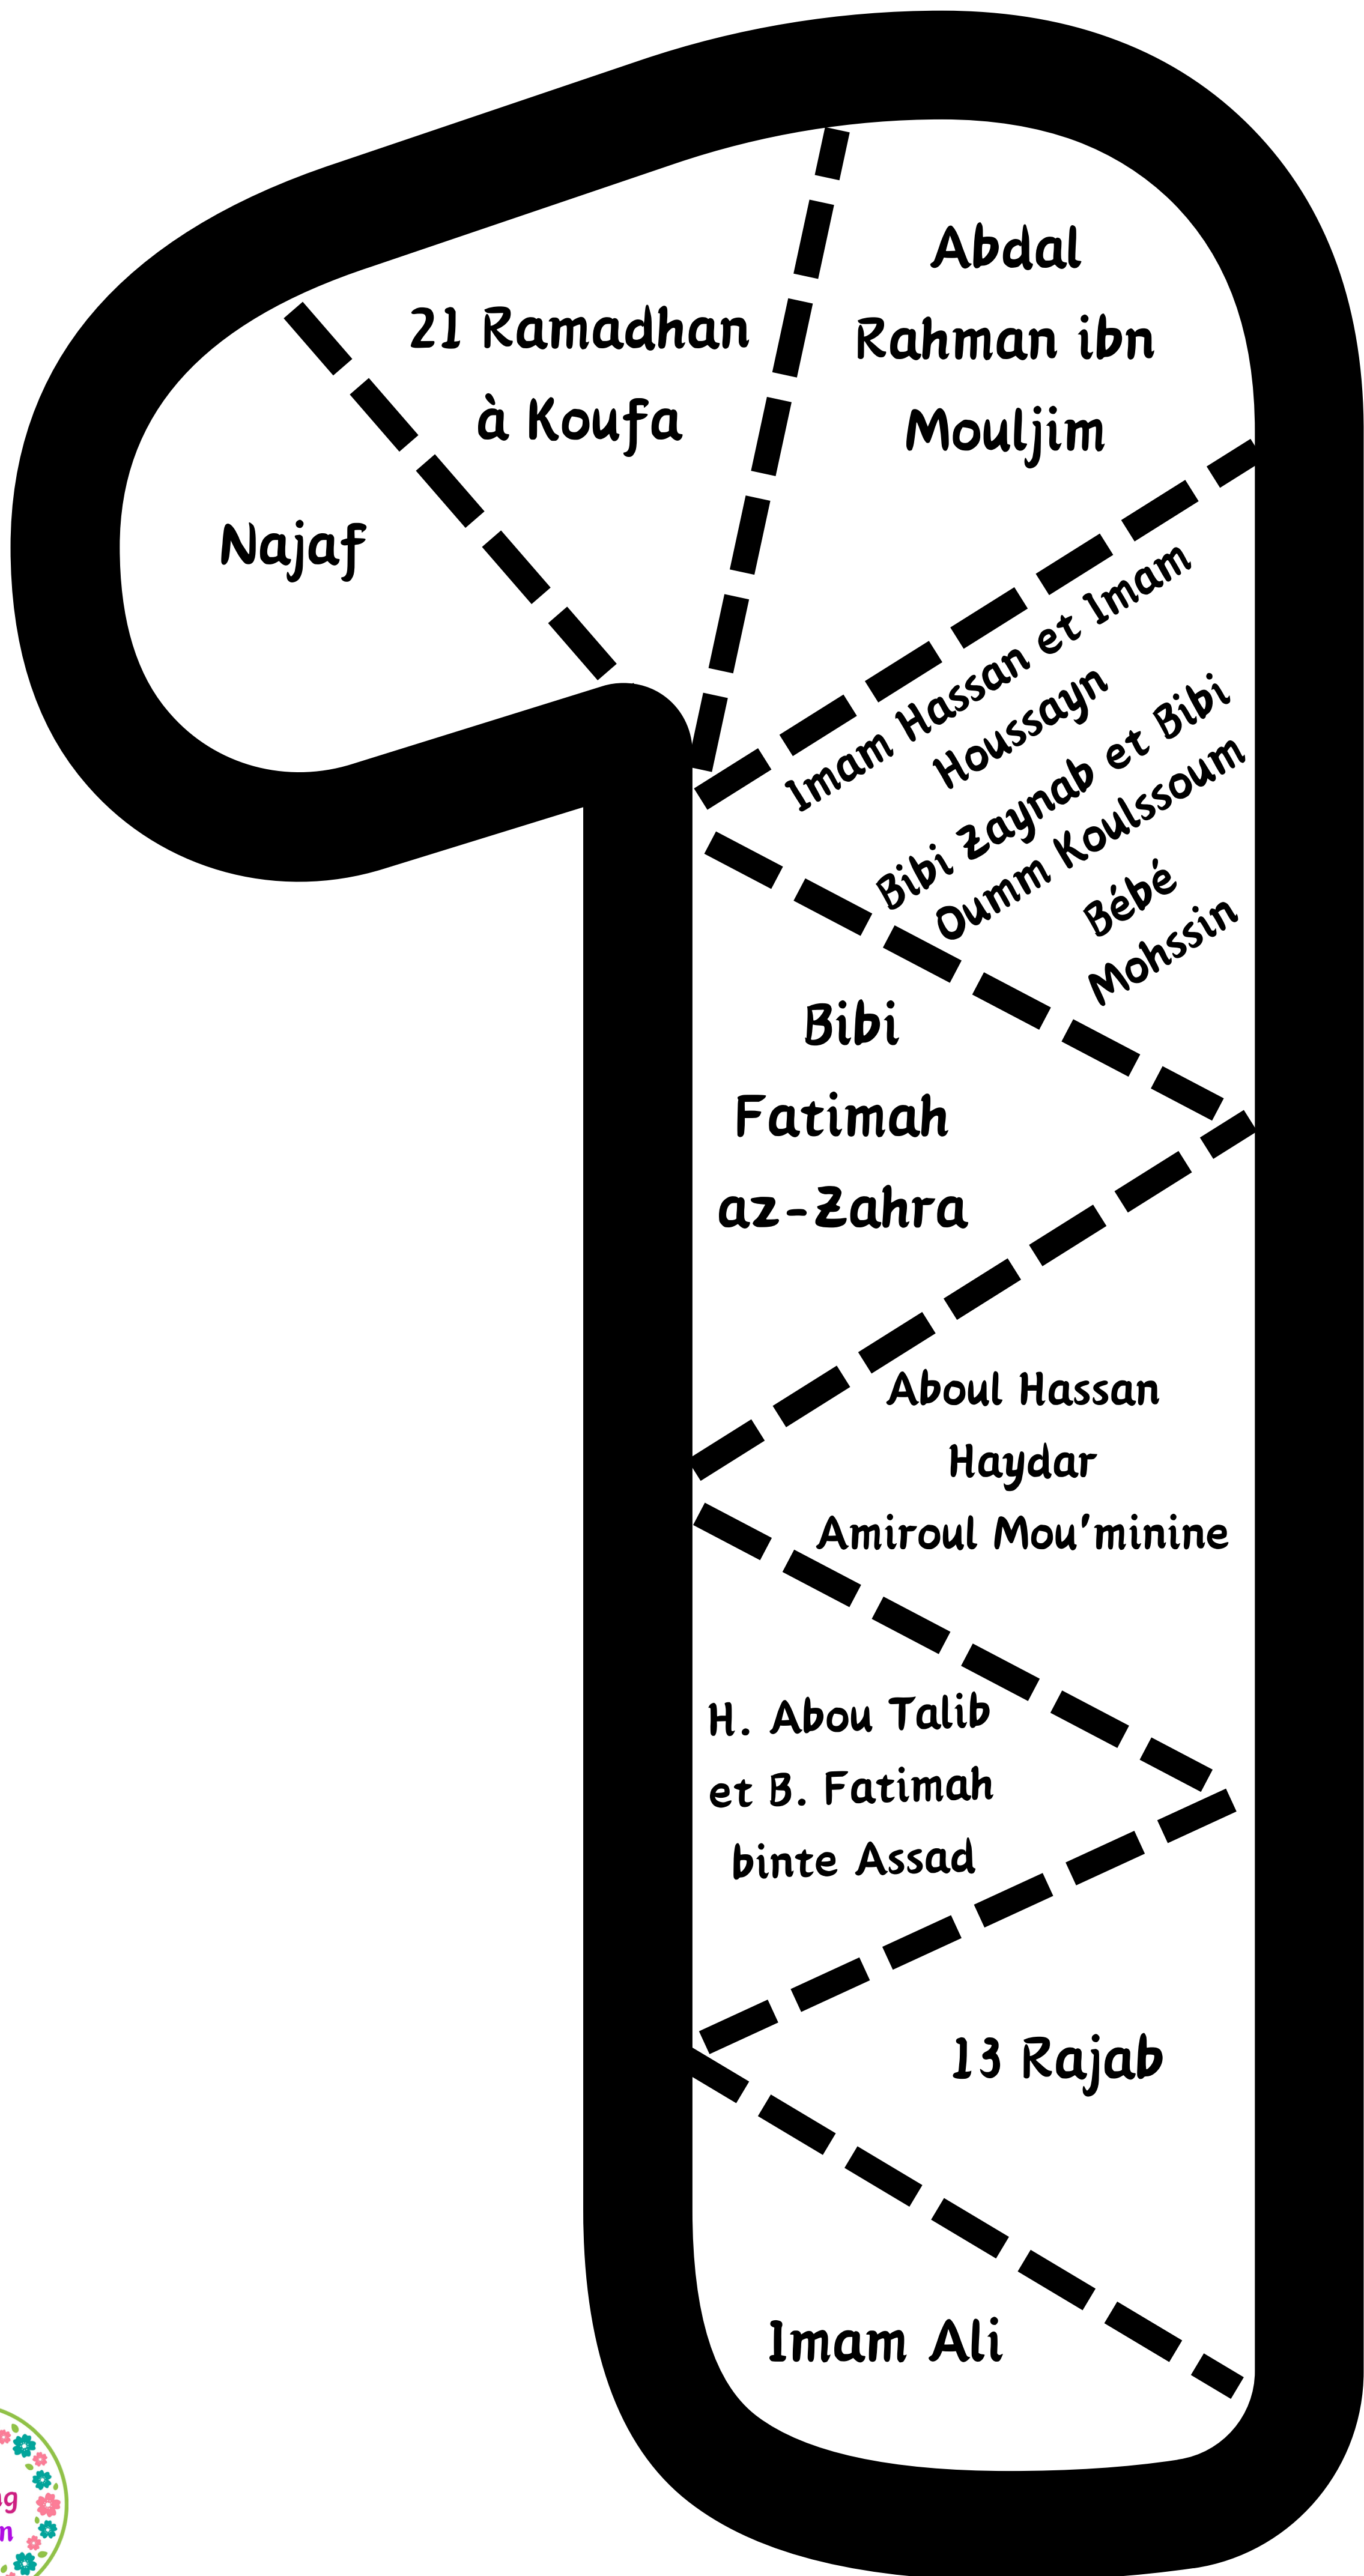 Abdal
Rahman ibn
Mouljim
21 Ramadhan
à Koufa
Najaf
Imam Hassan et Imam
Houssayn
Bibi Zaynab et Bibi
Oumm Koulssoum
Bébé
Mohssin
Bibi
Fatimah
az-Zahra
Aboul Hassan
Haydar
Amiroul Mou'minine
H. Abou Talib
et B. Fatimah
binte Assad
13 Rajab
Imam Ali